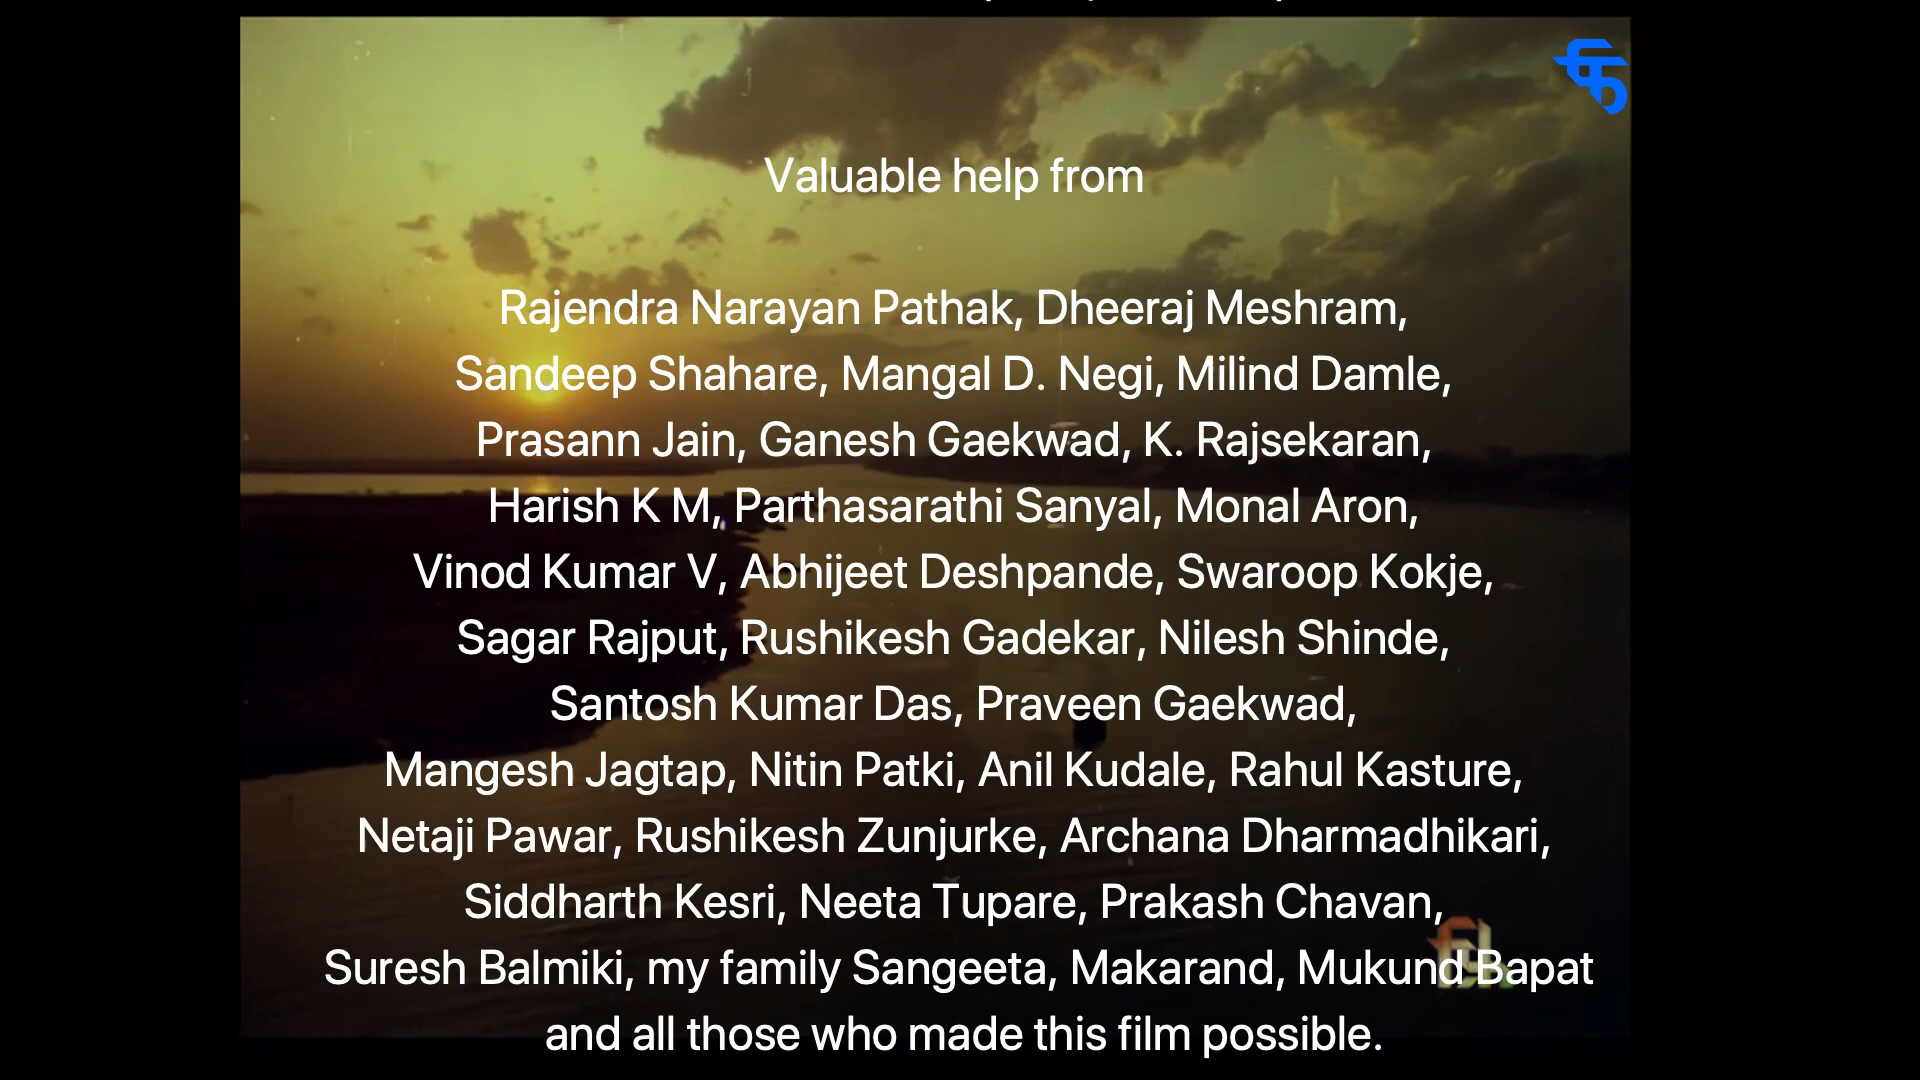 Valuable help from
Rajendra Narayan Pathak, Dheeraj Meshram,
Sandeep Shahare, Mangal D. Negi, Milind Damle,
Prasann Jain, Ganesh Gaekwad, K. Rajsekaran,
Harish K M, Parthasarathi Sanyal, Monal Aron,
Vinod Kumar V, Abhijeet Deshpande, Swaroop Kokje,
Sagar Rajput, Rushikesh Gadekar, Nilesh Shinde,
Santosh Kumar Das, Praveen Gaekwad,
Mangesh Jagtap, Nitin Patki, Anil Kudale, Rahul Kasture,
Netaji Pawar, Rushikesh Zunjurke, Archana Dharmadhikari,
Siddharth Kesri, Neeta Tupare, Prakash Chavan,
Suresh Balmiki, my family Sangeeta, Makarand, Mukund Bapat
and all those who made this film possible.